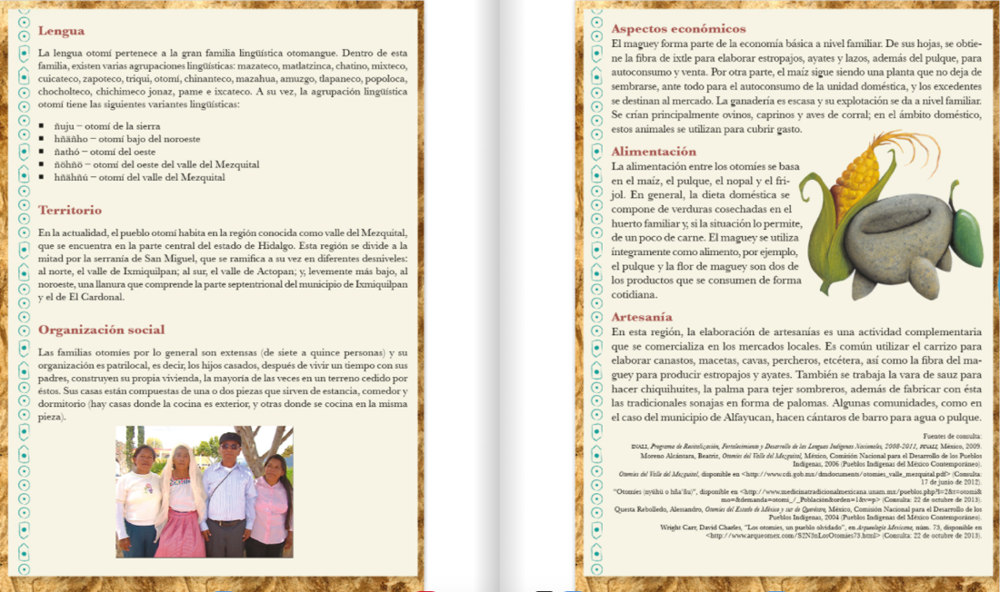 Lengua
La lengua otomí pertenece a la gran familia lingüística otomangue. Dentro de esta
familia, existen varias agrupaciones lingüísticas: mazateco, matlatzinca, chatino, mixteco,
cuicateco, zapoteco, triqui, otomí, chinanteco, mazahua, amuzgo, tlapaneco, popoloca,
chocholteco, chichimeco jonaz, pame e ixcateco. A su vez, la agrupación lingüística
otomí tiene las siguientes variantes lingüísticas:
▪ ñuju – otomí de la sierra
▪ hñäñho – otomí bajo del noroeste
▪ ñathó – otomí del oeste
▪ ñöhñö – otomí del oeste del valle del Mezquital
▪ hñähñú – otomí del valle del Mezquital
Territorio
En la actualidad, el pueblo otomí habita en la región conocida como valle del Mezquital,
que se encuentra en la parte central del estado de Hidalgo. Esta región se divide a la
mitad por la serranía de San Miguel, que se ramifica a su vez en diferentes desniveles:
al norte, el valle de Ixmiquilpan; al sur, el valle de Actopan; y, levemente más bajo, al
noroeste, una llanura que comprende la parte septentrional del municipio de Ixmiquilpan
y el de El Cardonal.
Organización social
Las familias otomíes por lo general son extensas (de siete a quince personas) y su
organización es patrilocal, es decir, los hijos casados, después de vivir un tiempo con sus
padres, construyen su propia vivienda, la mayoría de las veces en un terreno cedido por
éstos. Sus casas están compuestas de una o dos piezas que sirven de estancia, comedor y
dormitorio (hay casas donde la cocina es exterior, y otras donde se cocina en la misma
pieza).
Aspectos económicos
El maguey forma parte de la economía básica a nivel familiar. De sus hojas, se obtie-
ne la fibra de ixtle para elaborar estropajos, ayates y lazos, además del pulque, para
autoconsumo y venta. Por otra parte, el maíz sigue siendo una planta que no deja de
sembrarse, ante todo para el autoconsumo de la unidad doméstica, y los excedentes
se destinan al mercado. La ganadería es escasa y su explotación se da a nivel familiar.
Se crían principalmente ovinos, caprinos y aves de corral; en el ámbito doméstico,
estos animales se utilizan para cubrir gasto.
Alimentación
La alimentación entre los otomíes se basa
en el maíz, el pulque, el nopal y el fri-
jol. En general, la dieta doméstica se
compone de verduras cosechadas en el
huerto familiar y, si la situación lo permite,
de un poco de carne. El maguey se utiliza
íntegramente como alimento, por ejemplo,
el pulque y la flor de maguey son dos de
los productos que se consumen de forma
cotidiana.
Artesanía
En esta región, la elaboración de artesanías es una actividad complementaria
que se comercializa en los mercados locales. Es común utilizar el carrizo para
elaborar canastos, macetas, cavas, percheros, etcétera, así como la fibra del ma-
guey para producir estropajos y ayates. También se trabaja la vara de sauz para
hacer chiquihuites, la palma para tejer sombreros, además de fabricar con ésta
las tradicionales sonajas en forma de palomas. Algunas comunidades, como en
el caso del municipio de Alfayucan, hacen cántaros de barro para agua o pulque.
Fuentes de consulta:
INALI, Programa de Revitalización, Fortalecimiento y Desarrollo de las Lenguas Indígenas Nacionales, 2008-2012, PINALI, México, 2009.
Moreno Alcántara, Beatriz, Otomíes del Valle del Mezquital, México, Comisión Nacional para el Desarrollo de los Pueblos
Indígenas, 2006 (Pueblos Indígenas del México Contemporáneo).
Otomíes del Valle del Mezquital, disponible en <http://www.cdi.gob.mx/dmdocuments/otomies_valle_mezquital.pdf> (Consulta:
17 de junio de 2012).
"Otomíes (nyühü o hña'ñu)", disponible en <http://www.medicinatradicionalmexicana.unam.mx/pueblos.php?l=2&t=otomi&
mo=&demanda=otomi_/_Población&orden=1&v=p> (Consulta: 22 de octubre de 2013).
Questa Rebolledo, Alessandro, Otomíes del Estado de México y sur de Querétaro, México, Comisión Nacional para el Desarrollo de los
Pueblos Indígenas, 2004 (Pueblos Indígenas del México Contemporáneo).
Wright Carr, David Charles, "Los otomíes, un pueblo olvidado", en Arqueología Mexicana, núm. 73, disponible en
<http://www.arqueomex.com/S2N3nLosOtomies73.html> (Consulta: 22 de octubre de 2013).